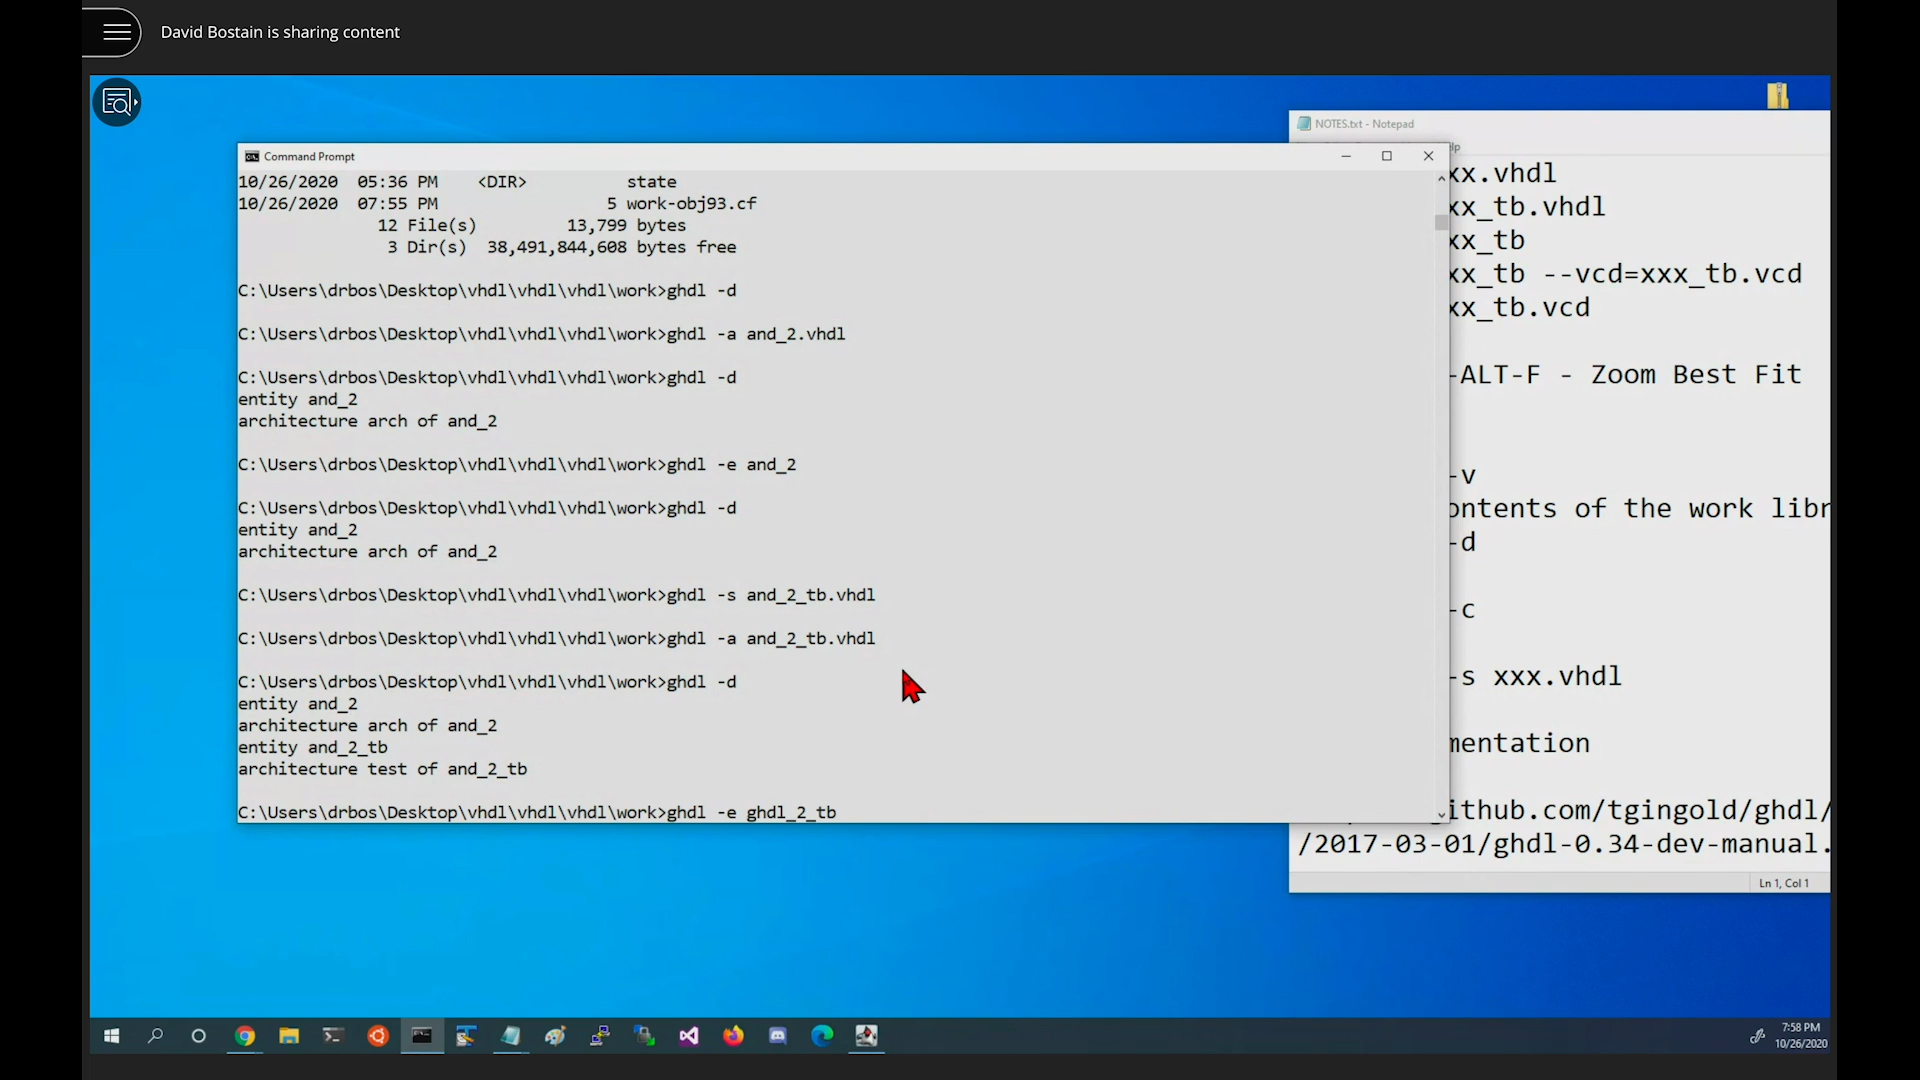 David Bostain is sharing content
NOTES.txt - Notepad
lp
Command Prompt
10/26/2020  05:36 PM    <DIR>          state
10/26/2020  07:55 PM                 5 work-obj93.cf
12 File(s)         13,799 bytes
3 Dir(s)  38,491,844,608 bytes free
C:\Users\drbos\Desktop\vhdl\vhdl\vhdl\work>ghdl -d
C:\Users\drbos\Desktop\vhdl\vhdl\vhdl\work>ghdl -a and_2.vhdl
C:\Users\drbos\Desktop\vhdl\vhdl\vhdl\work>ghdl -d
entity and_2
architecture arch of and_2
C:\Users\drbos\Desktop\vhdl\vhdl\vhdl\work>ghdl -e and_2
C:\Users\drbos\Desktop\vhdl\vhdl\vhdl\work>ghdl -d
entity and_2
architecture arch of and_2
C:\Users\drbos\Desktop\vhdl\vhdl\vhdl\work>ghdl -s and_2_tb.vhdl
C:\Users\drbos\Desktop\vhdl\vhdl\vhdl\work>ghdl -a and_2_tb.vhdl
C:\Users\drbos\Desktop\vhdl\vhdl\vhdl\work>ghdl -d
entity and_2
architecture arch of and_2
entity and_2_tb
architecture test of and_2_tb
C:\Users\drbos\Desktop\vhdl\vhdl\vhdl\work>ghdl -e ghdl_2_tb
xx.vhdl
xx_tb.vhdl
xx_tb
xx_tb --vcd=xxx_tb.vcd
xx_tb.vcd
-ALT-F - Zoom Best Fit
-v
ontents of the work libr
-d
-c
-s xxx.vhdl
mentation
ithub.com/tgingold/ghdl/
/2017-03-01/ghdl-0.34-dev-manual.
Ln 1, Col 1
7:58 PM
10/26/2020